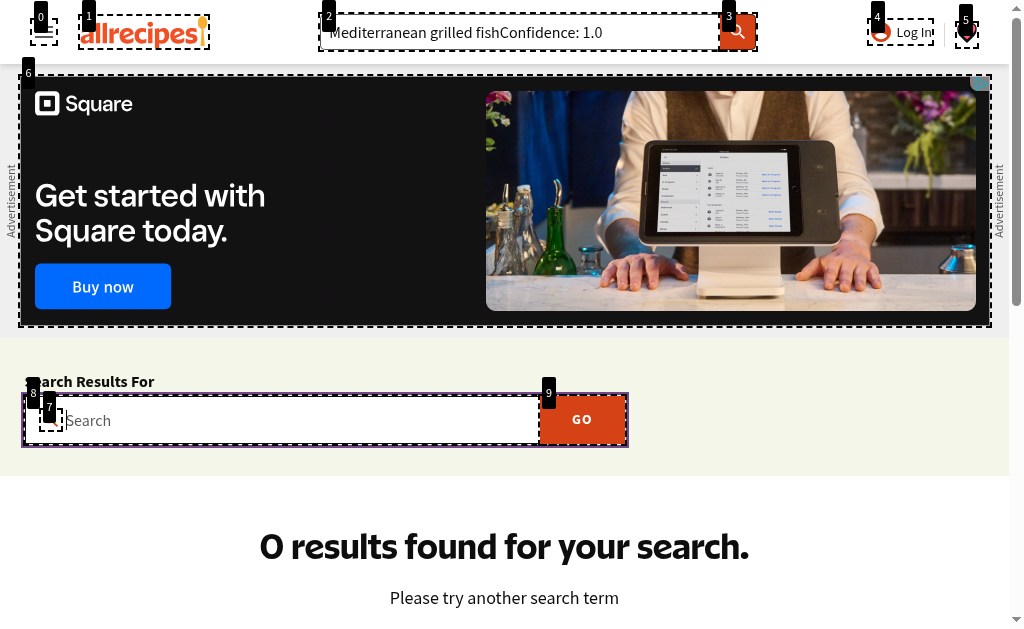 0
1
2
3
4
5
allrecipes
Mediterranean grilled fishConfidence: 1.0
Log In
6
Square
Get started with
Square today.
Buy now
Advertisement
Advertisement
Search Results For
8
7
9
Search
GO
0 results found for your search.
Please try another search term